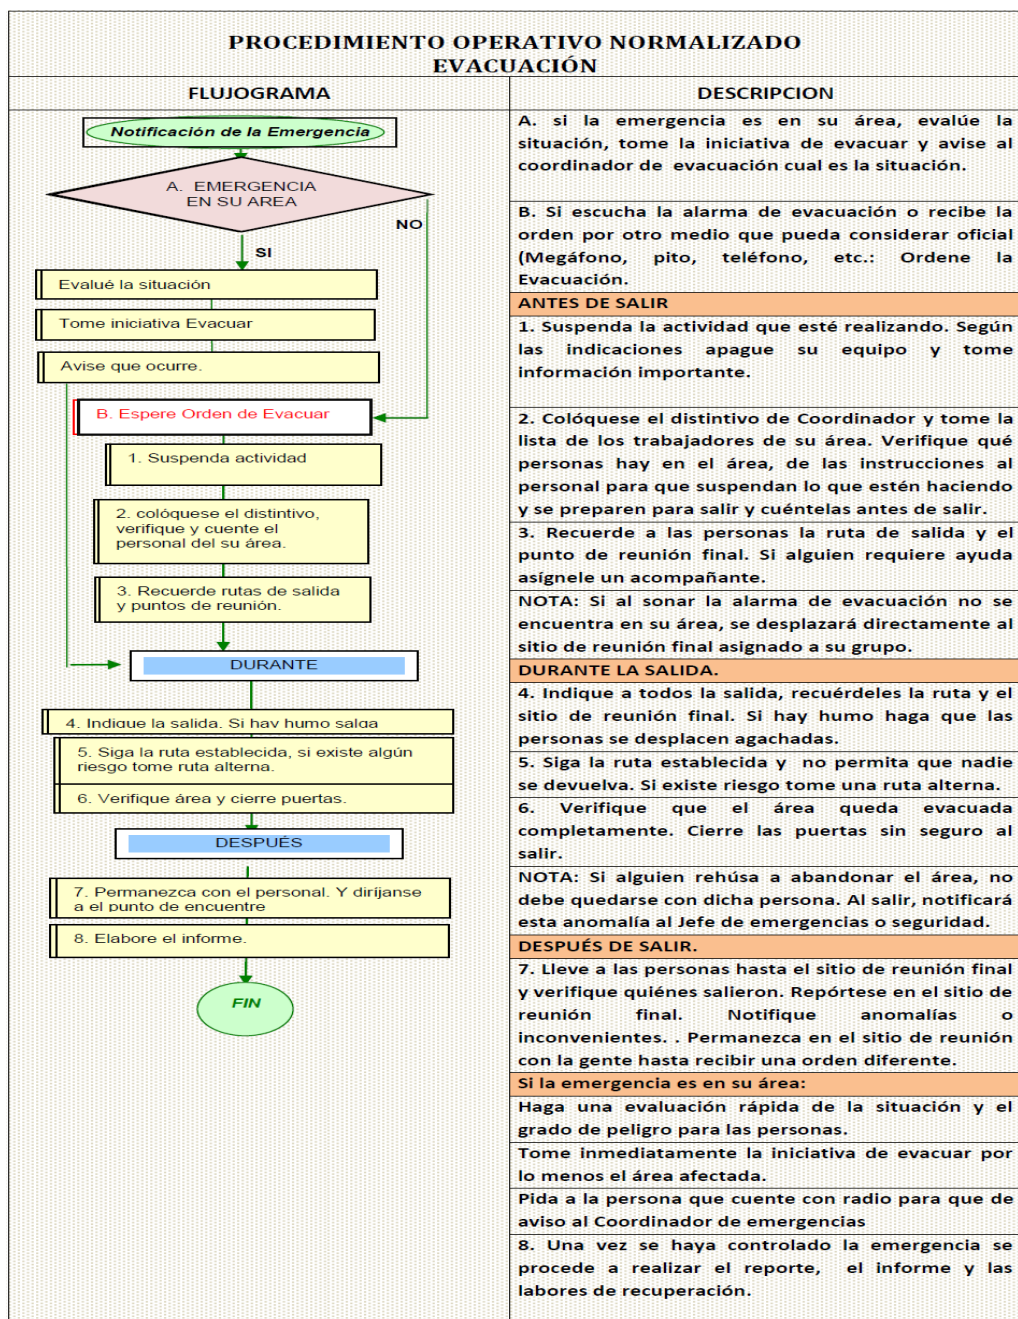 PROCEDIMIENTO OPERATIVO NORMALIZADO
EVACUACIÓN
FLUJOGRAMA
Notificación de la Emergencia
A. EMERGENCIA
EN SU AREA
NO
SI
Evalué la situación
Tome iniciativa Evacuar
Avise que ocurre.
B. Espere Orden de Evacuar
1. Suspenda actividad
2. colóquese el distintivo,
verifique y cuente el
personal del su área.
3. Recuerde rutas de salida
y puntos de reunión.
DURANTE
4. Indique la salida. Si hay humo salga
5. Siga la ruta establecida, si existe algún
riesgo tome ruta alterna.
6. Verifique área y cierre puertas.
DESPUÉS
7. Permanezca con el personal. Y diríjanse
a el punto de encuentre
8. Elabore el informe.
FIN
DESCRIPCION
A. si la emergencia es en su área, evalúe la
situación, tome la iniciativa de evacuar y avise al
coordinador de evacuación cual es la situación.
B. Si escucha la alarma de evacuación o recibe la
orden por otro medio que pueda considerar oficial
(Megáfono, pito, teléfono, etc.: Ordene la
Evacuación.
ANTES DE SALIR
1. Suspenda la actividad que esté realizando. Según
las indicaciones apague su equipo y tome
información importante.
2. Colóquese el distintivo de Coordinador y tome la
lista de los trabajadores de su área. Verifique qué
personas hay en el área, de las instrucciones al
personal para que suspendan lo que estén haciendo
y se preparen para salir y cuéntelas antes de salir.
3. Recuerde a las personas la ruta de salida y el
punto de reunión final. Si alguien requiere ayuda
asígnele un acompañante.
NOTA: Si al sonar la alarma de evacuación no se
encuentra en su área, se desplazará directamente al
sitio de reunión final asignado a su grupo.
DURANTE LA SALIDA.
4. Indique a todos la salida, recuérdeles la ruta y el
sitio de reunión final. Si hay humo haga que las
personas se desplacen agachadas.
5. Siga la ruta establecida y no permita que nadie
se devuelva. Si existe riesgo tome una ruta alterna.
6. Verifique que el área queda evacuada
completamente. Cierre las puertas sin seguro al
salir.
NOTA: Si alguien rehúsa a abandonar el área, no
debe quedarse con dicha persona. Al salir, notificará
esta anomalía al Jefe de emergencias o seguridad.
DESPUÉS DE SALIR.
7. Lleve a las personas hasta el sitio de reunión final
y verifique quiénes salieron. Repórtese en el sitio de
reunión final. Notifique anomalías o
inconvenientes. . Permanezca en el sitio de reunión
con la gente hasta recibir una orden diferente.
Si la emergencia es en su área:
Haga una evaluación rápida de la situación y el
grado de peligro para las personas.
Tome inmediatamente la iniciativa de evacuar por
lo menos el área afectada.
Pida a la persona que cuente con radio para que de
aviso al Coordinador de emergencias
8. Una vez se haya controlado la emergencia se
procede a realizar el reporte, el informe y las
labores de recuperación.